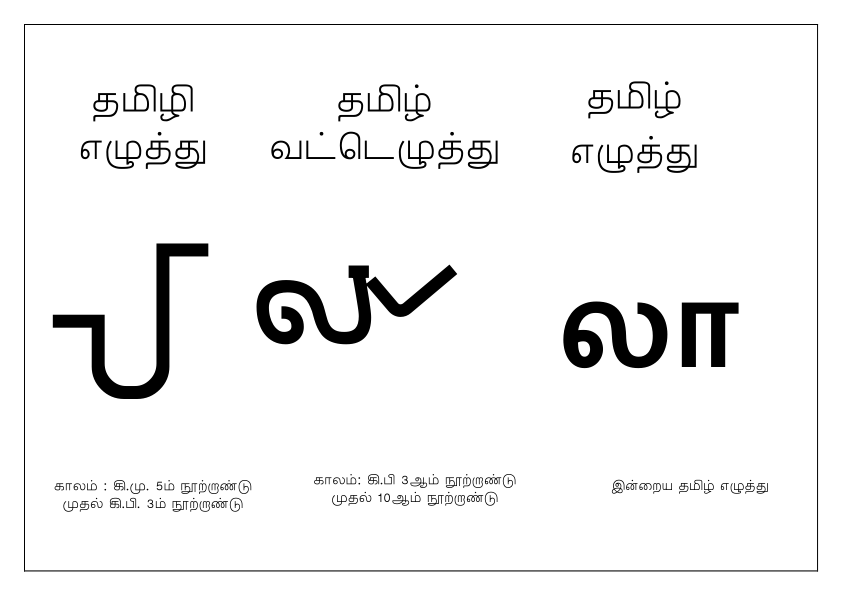 தமிழி
எழுத்து
தமிழ்
வட்டெழுத்து
தமிழ்
எழுத்து
லா
காலம் : கி.மு. 5ம் நூற்றாண்டு
முதல் கி.பி. 3ம் நூற்றாண்டு
காலம்: கி.பி 3ஆம் நூற்றாண்டு
முதல் 10ஆம் நூற்றாண்டு
இன்றைய தமிழ் எழுத்து